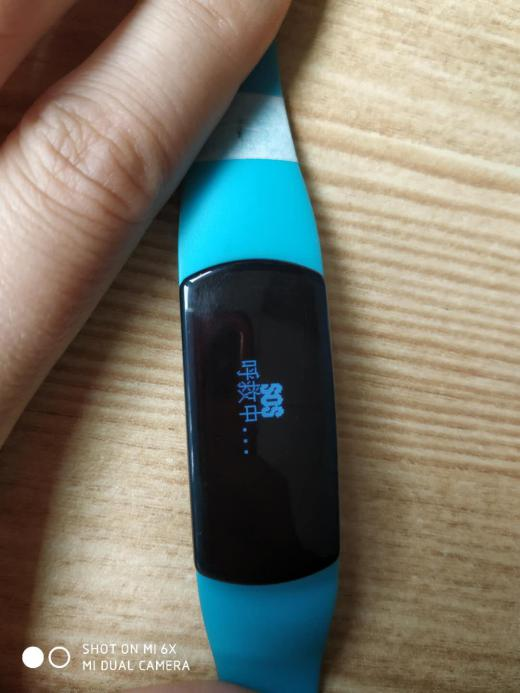 SOS
呼救中....
SHOT ON MI 6X
MI DUAL CAMERA